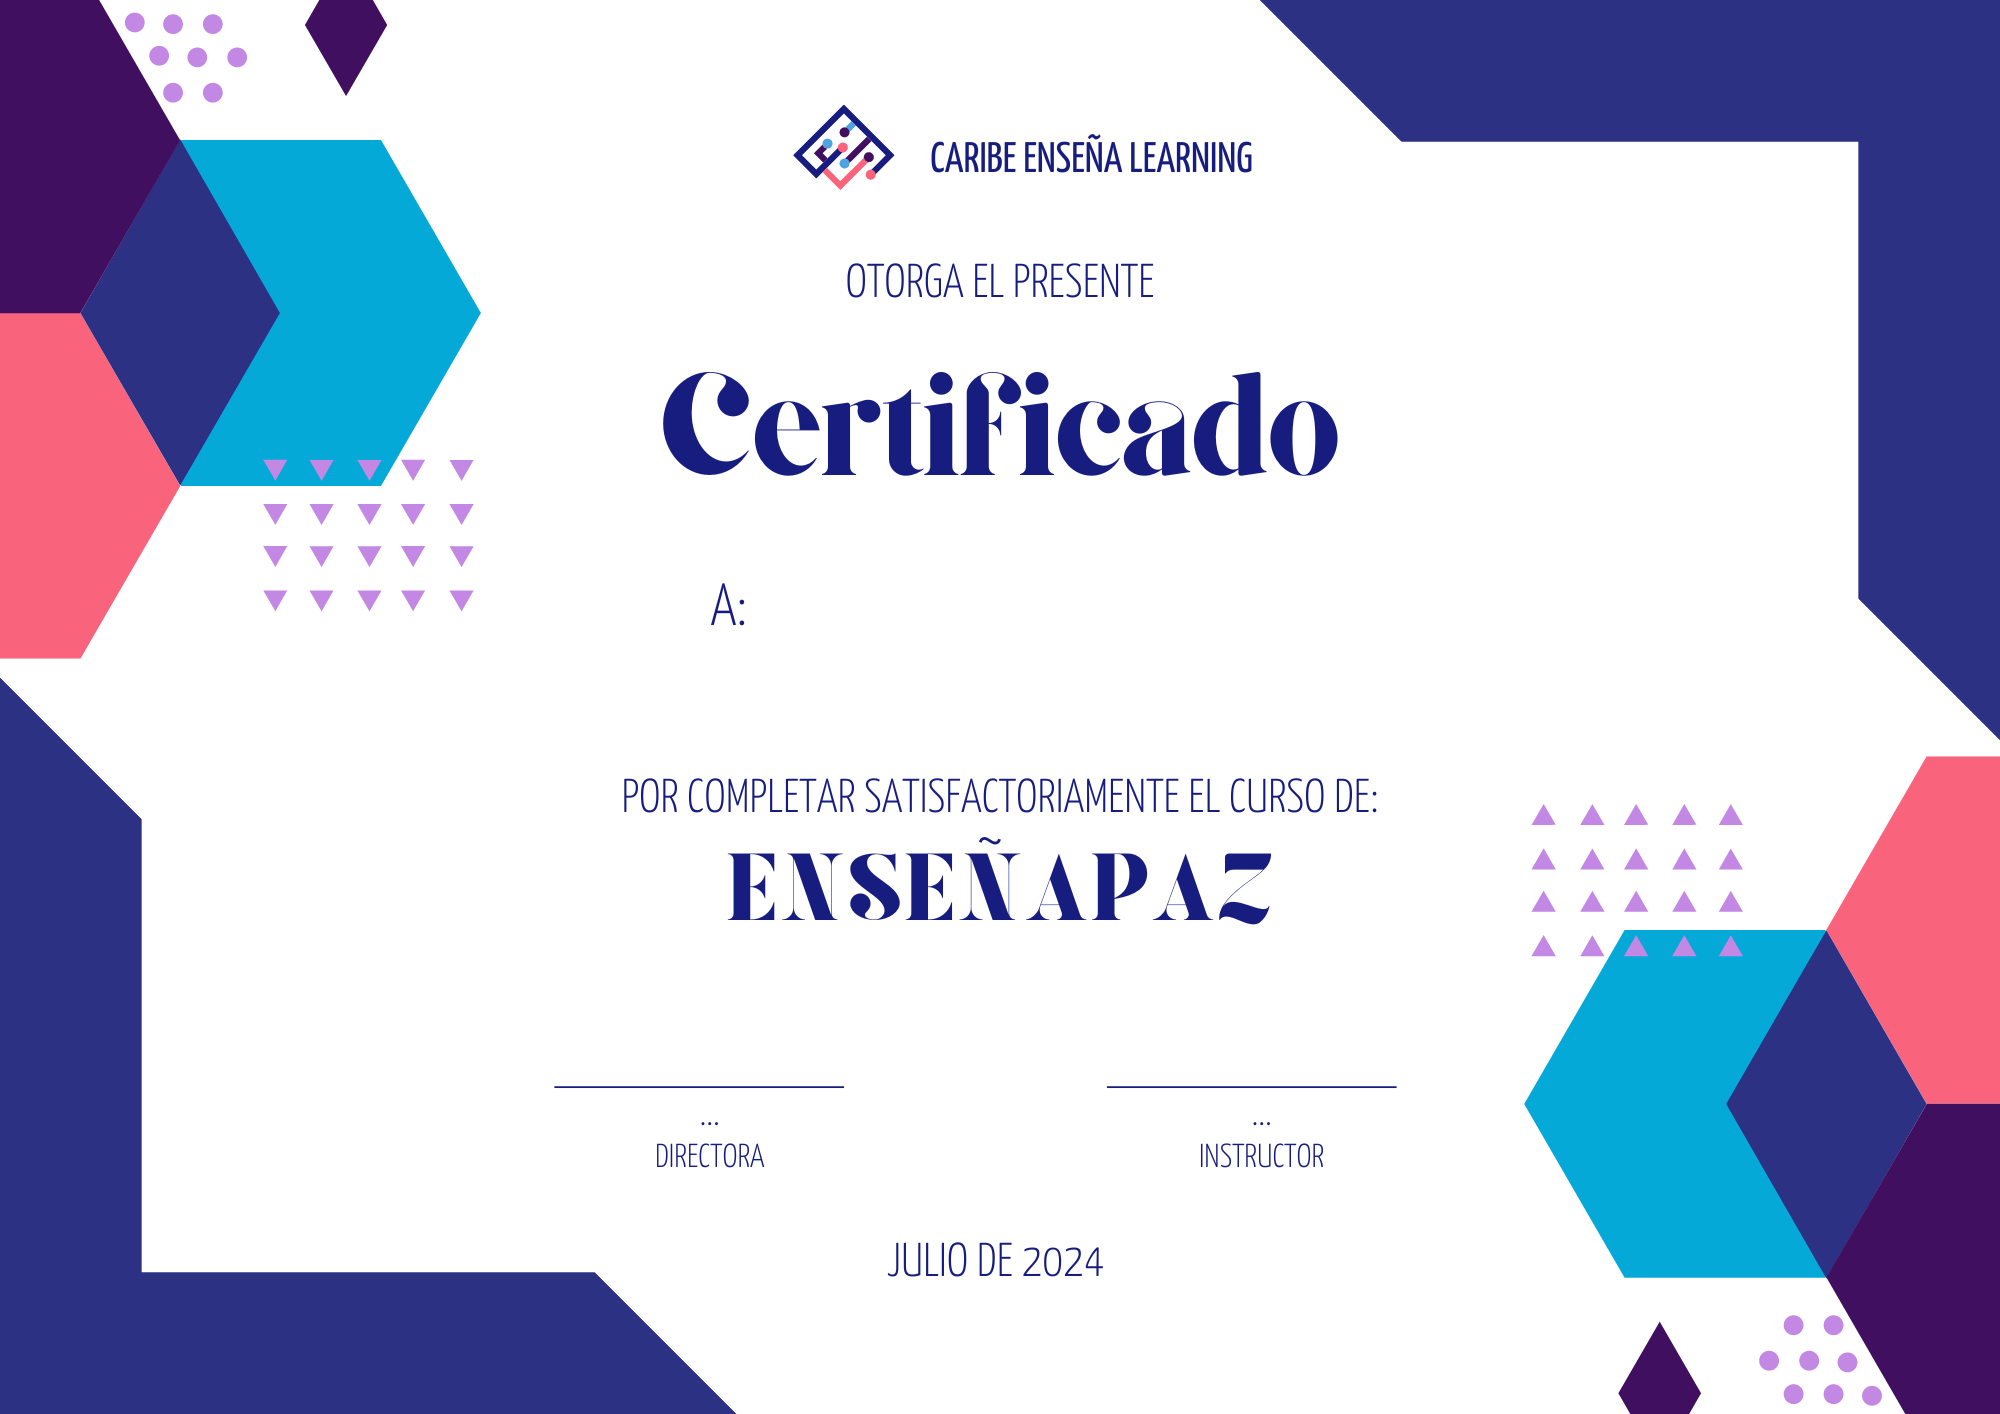 CARIBE ENSEÑA LEARNING
OTORGA EL PRESENTE
Certificado
A:
POR COMPLETAR SATISFACTORIAMENTE EL CURSO DE:
ENSEÑAPAZ
... ...
DIRECTORA INSTRUCTOR
JULIO DE 2024